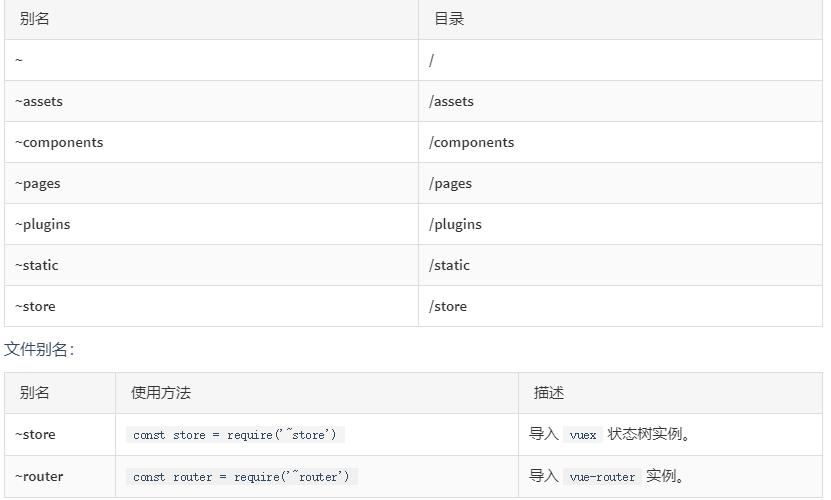 别名 目录
~ /
~assets /assets
~components /components
~pages /pages
~plugins /plugins
~static /static
~store /store
文件别名：
别名 使用方法 描述
~store const store = require('~store') 导入 vuex 状态树实例。
~router const router = require('~router') 导入 vue-router 实例。